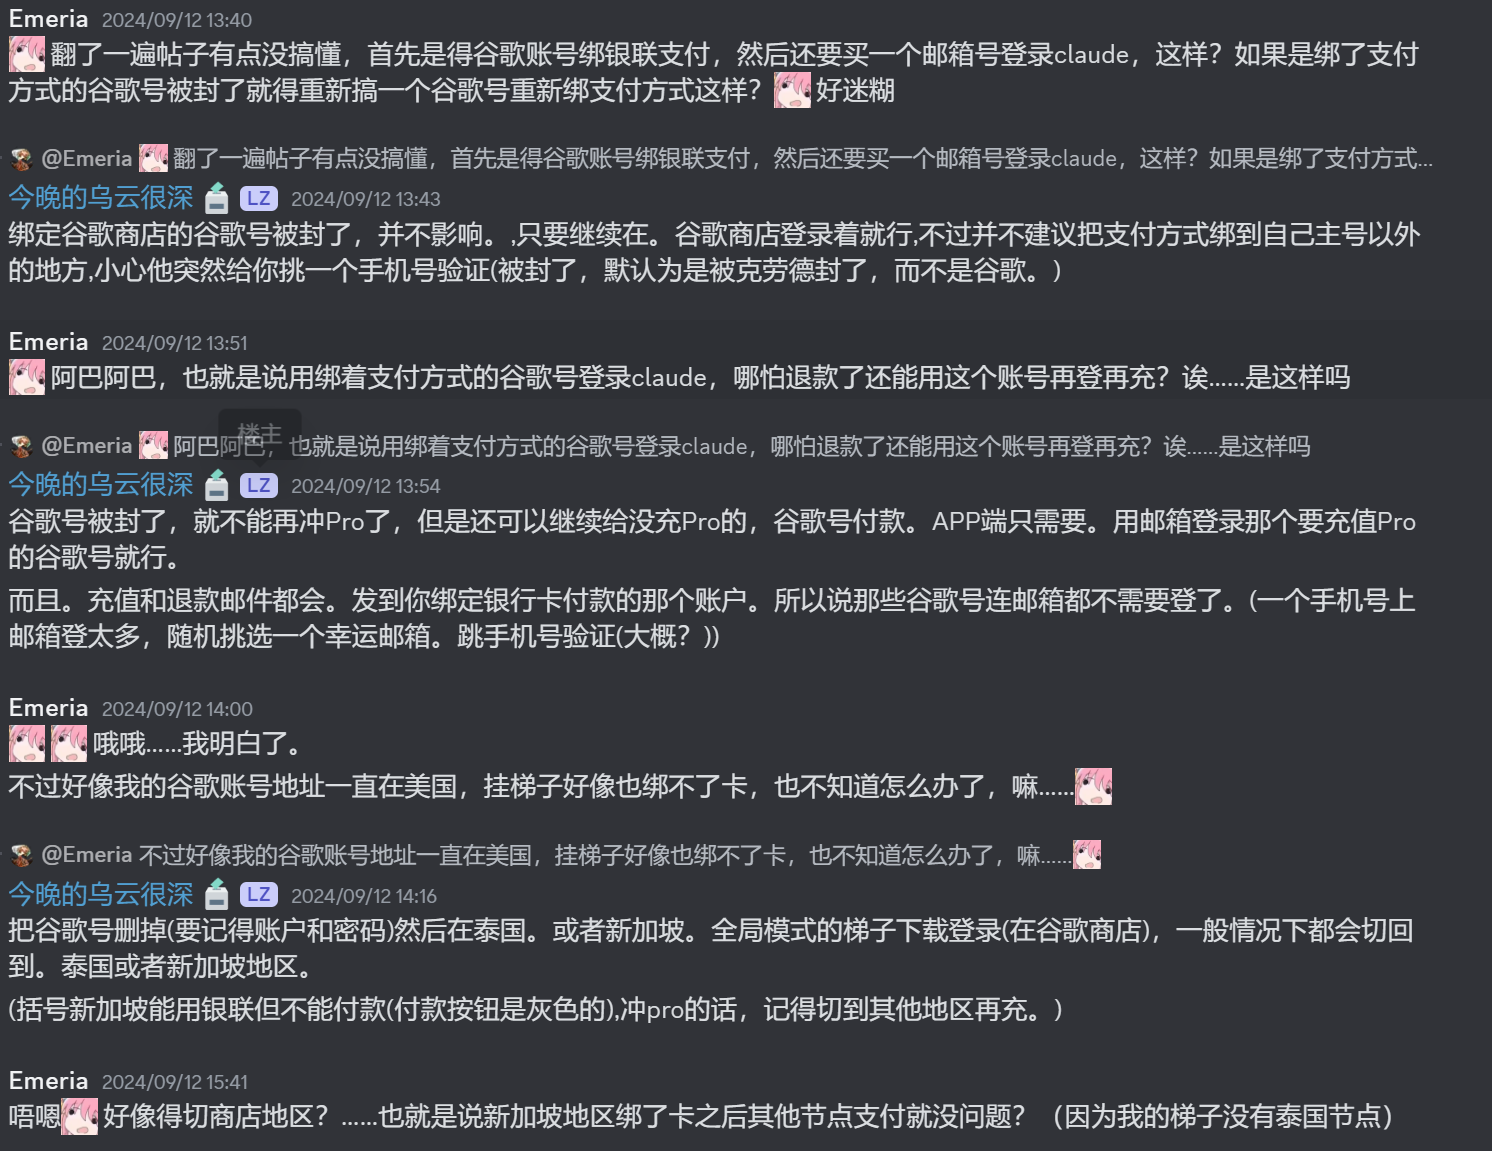 Emeria 2024/09/12 13:40
翻了一遍帖子有点没搞懂，首先是得谷歌账号绑银联支付，然后还要买一个邮箱号登录claude，这样？如果是绑了支付
方式的谷歌号被封了就得重新搞一个谷歌号重新绑支付方式这样？好迷糊
@Emeria 翻了一遍帖子有点没搞懂，首先是得谷歌账号绑银联支付，然后还要买一个邮箱号登录claude，这样？如果是绑了支付方式...
今晚的乌云很深 LZ 2024/09/12 13:43
绑定谷歌商店的谷歌号被封了，并不影响。,只要继续在。谷歌商店登录着就行,不过并不建议把支付方式绑到自己主号以外
的地方,小心他突然给你挑一个手机号验证(被封了，默认为是被克劳德封了，而不是谷歌。)
Emeria 2024/09/12 13:51
阿巴阿巴，也就是说用绑着支付方式的谷歌号登录claude，哪怕退款了还能用这个账号再登再充？诶......是这样吗
楼主
@Emeria 阿巴阿巴，也就是说用绑着支付方式的谷歌号登录claude，哪怕退款了还能用这个账号再登再充？诶......是这样吗
今晚的乌云很深 LZ 2024/09/12 13:54
谷歌号被封了，就不能再冲Pro了，但是还可以继续给没充Pro的，谷歌号付款。APP端只需要。用邮箱登录那个要充值Pro
的谷歌号就行。
而且。充值和退款邮件都会。发到你绑定银行卡付款的那个账户。所以说那些谷歌号连邮箱都不需要登了。(一个手机号上
邮箱登太多，随机挑选一个幸运邮箱。跳手机号验证(大概？))
Emeria 2024/09/12 14:00
哦哦......我明白了。
不过好像我的谷歌账号地址一直在美国，挂梯子好像也绑不了卡，也不知道怎么办了，嘛......
@Emeria 不过好像我的谷歌账号地址一直在美国，挂梯子好像也绑不了卡，也不知道怎么办了，嘛......
今晚的乌云很深 LZ 2024/09/12 14:16
把谷歌号删掉(要记得账户和密码)然后在泰国。或者新加坡。全局模式的梯子下载登录(在谷歌商店)，一般情况下都会切回
到。泰国或者新加坡地区。
(括号新加坡能用银联但不能付款(付款按钮是灰色的),冲pro的话，记得切到其他地区再充。)
Emeria 2024/09/12 15:41
唔嗯好像得切商店地区？......也就是说新加坡地区绑了卡之后其他节点支付就没问题？（因为我的梯子没有泰国节点）